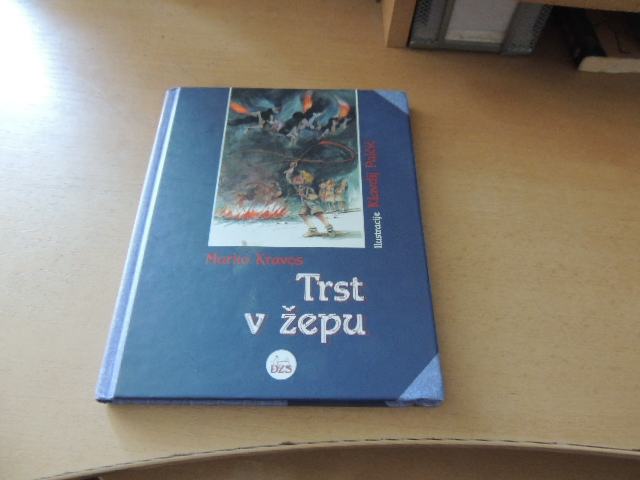 Ilustracije Klavdij Palčič
Marko Kravos
Trst
v žepu
DZS